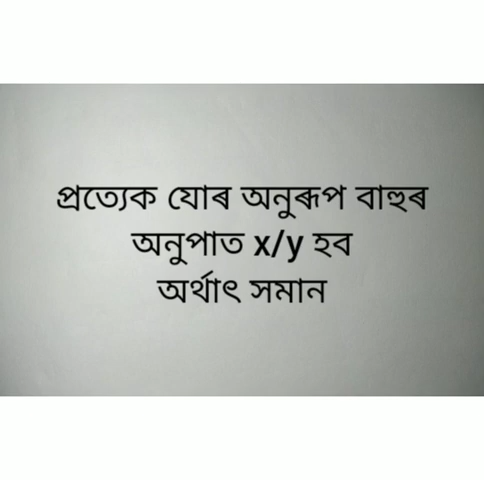 প্ৰত্যেক যোৰ অনুৰূপ বাহুৰ
অনুপাত x/y হব
অৰ্থাৎ সমান